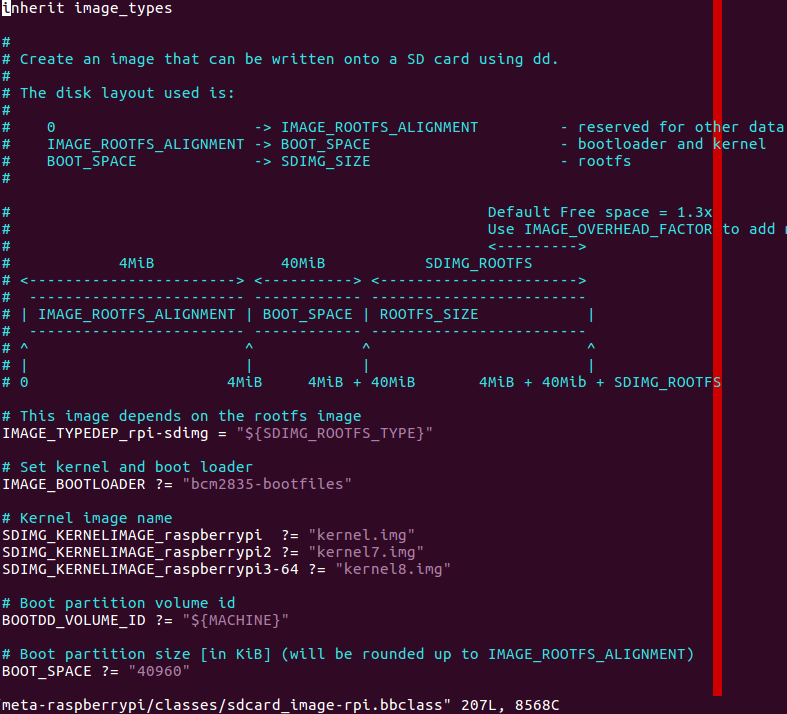 inherit image_types
#
# Create an image that can be written onto a SD card using dd.
#
# The disk layout used is:
#
#    0                      -> IMAGE_ROOTFS_ALIGNMENT         - reserved for other data
#    IMAGE_ROOTFS_ALIGNMENT -> BOOT_SPACE                     - bootloader and kernel
#    BOOT_SPACE             -> SDIMG_SIZE                     - rootfs
#
#                                                     Default Free space = 1.3x
#                                                     Use IMAGE_OVERHEAD_FACTOR to add
#                                                     <--------->
#            4MiB              40MiB           SDIMG_ROOTFS
# <-----------------------> <----------> <---------------------->
#  ------------------------ ------------ ------------------------
# | IMAGE_ROOTFS_ALIGNMENT | BOOT_SPACE | ROOTFS_SIZE            |
#  ------------------------ ------------ ------------------------
# ^                        ^            ^                        ^
# |                        |            |                        |
# 0                      4MiB     4MiB + 40MiB       4MiB + 40Mib + SDIMG_ROOTFS
# This image depends on the rootfs image
IMAGE_TYPEDEP_rpi-sdimg = "${SDIMG_ROOTFS_TYPE}"
# Set kernel and boot loader
IMAGE_BOOTLOADER ?= "bcm2835-bootfiles"
# Kernel image name
SDIMG_KERNELIMAGE_raspberrypi  ?= "kernel.img"
SDIMG_KERNELIMAGE_raspberrypi2 ?= "kernel7.img"
SDIMG_KERNELIMAGE_raspberrypi3-64 ?= "kernel8.img"
# Boot partition volume id
BOOTDD_VOLUME_ID ?= "${MACHINE}"
# Boot partition size [in KiB] (will be rounded up to IMAGE_ROOTFS_ALIGNMENT)
BOOT_SPACE ?= "40960"
meta-raspberrypi/classes/sdcard_image-rpi.bbclass" 207L, 8568C